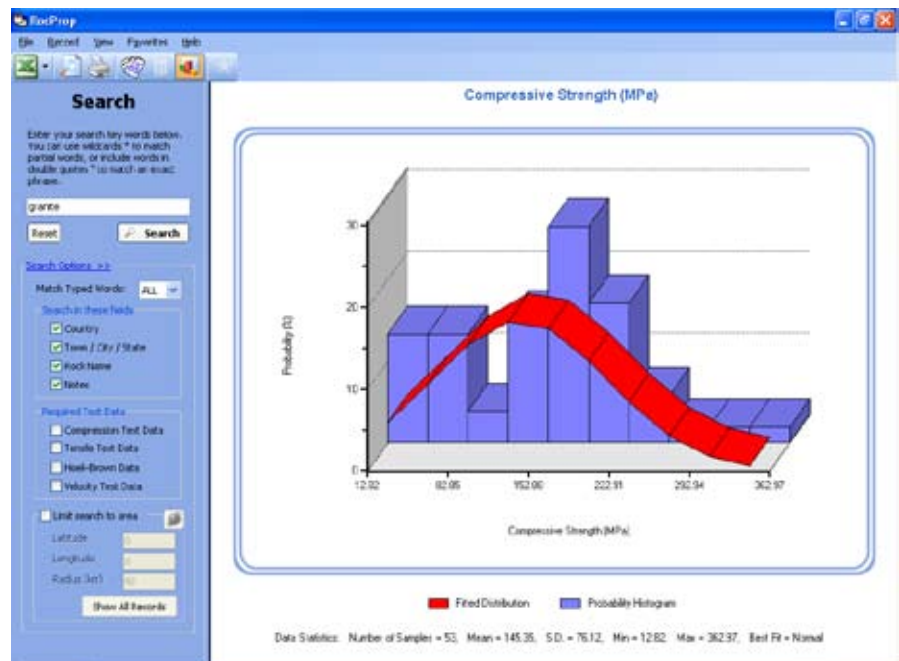 RocProp
File Record View Favorites Help
Search
Enter your search key words below.
You can use wildcards * to match
partial words, or include words in
double quotes " to match an exact
phrase.
granite
Reset Search
Search Options >>
Match Typed Words: ALL
Search in these fields
Country
Town / City / State
Rock Name
Notes
Required Test Data
Compression Test Data
Tensile Test Data
Hoek-Brown Data
Velocity Test Data
Limit search to area
Latitude
Longitude
Radius
Show All Records
Compressive Strength (MPa)
Probability (%)
30
20
10
0
12.82 82.85 152.88 222.91 292.94 362.97
Compressive Strength (MPa)
Fitted Distribution Probability Histogram
Data Statistics: Number of Samples = 53, Mean = 145.35, S.D. = 76.12, Min = 12.82, Max = 362.97, Best Fit = Normal